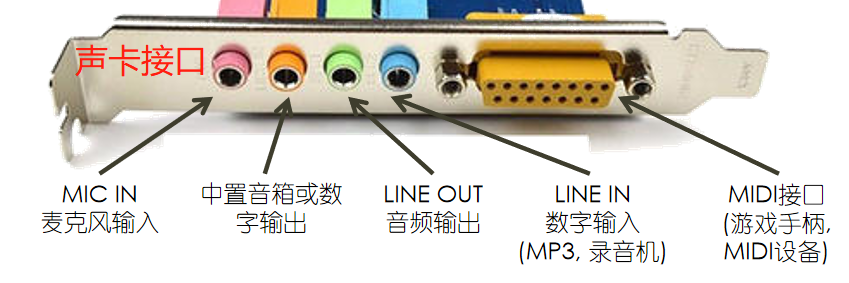 声卡接口
MIC IN
麦克风输入
中置音箱或数
字输出
LINE OUT
音频输出
LINE IN
数字输入
(MP3, 录音机)
MIDI接口
(游戏手柄,
MIDI设备)